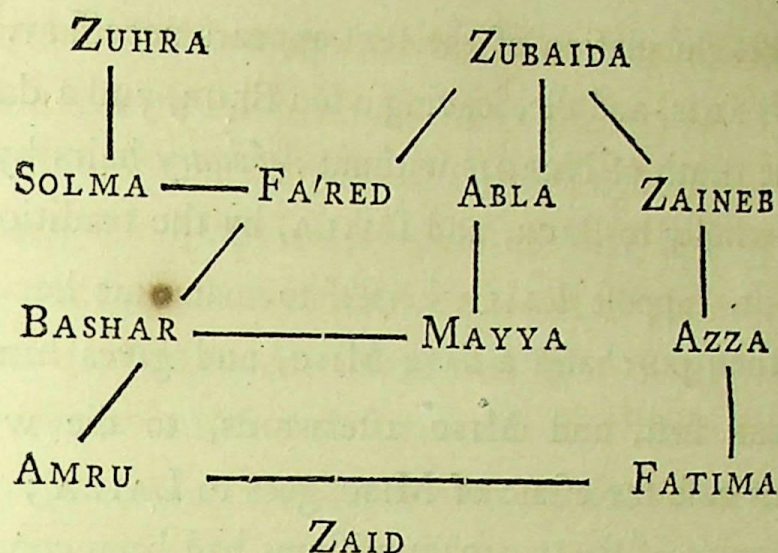 ZUHRA ZUBAIDA
SOLMA FA'RED ABLA ZAINEB
BASHAR MAYYA AZZA
AMRU FATIMA
ZAID